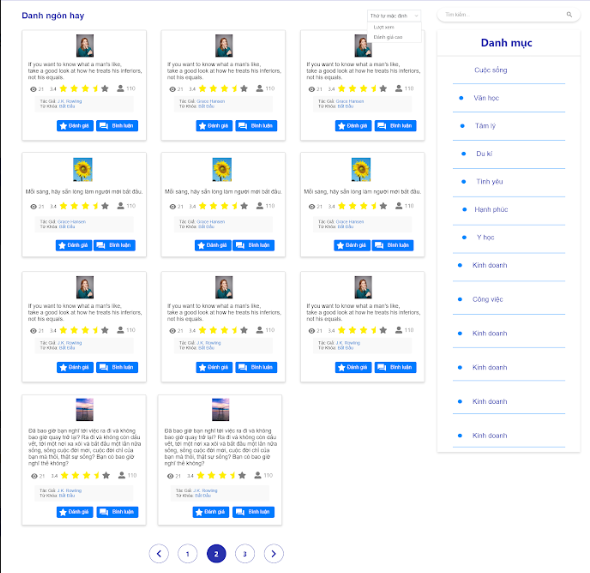 Danh ngôn hay
Thứ tự mặc định
Lượt xem
Đánh giá cao
Tìm kiếm...
If you want to know what a man's like,
take a good look at how he treats his inferiors,
not his equals.
21 3.4 110
Tác Giả: J.K. Rowling
Từ Khóa: Bắt Đầu
Đánh giá Bình luận
If you want to know what a man's like,
take a good look at how he treats his inferiors,
not his equals.
21 3.4 110
Tác Giả: Grace Hansen
Từ Khóa: Bắt Đầu
Đánh giá Bình luận
If you want to know what a man's like,
take a good look at how he treats his inferiors,
not his equals.
21 3.4 110
Tác Giả: Grace Hansen
Từ Khóa: Bắt Đầu
Đánh giá Bình luận
Mỗi sáng, hãy sẵn lòng làm người mới bắt đầu.
21 3.4 110
Tác Giả: Grace Hansen
Từ Khóa: Bắt Đầu
Đánh giá Bình luận
Mỗi sáng, hãy sẵn lòng làm người mới bắt đầu.
21 3.4 110
Tác Giả: Grace Hansen
Từ Khóa: Bắt Đầu
Đánh giá Bình luận
Mỗi sáng, hãy sẵn lòng làm người mới bắt đầu.
21 3.4 110
Tác Giả: Grace Hansen
Từ Khóa: Bắt Đầu
Đánh giá Bình luận
If you want to know what a man's like,
take a good look at how he treats his inferiors,
not his equals.
21 3.4 110
Tác Giả: J.K. Rowling
Từ Khóa: Bắt Đầu
Đánh giá Bình luận
If you want to know what a man's like,
take a good look at how he treats his inferiors,
not his equals.
21 3.4 110
Tác Giả: J.K. Rowling
Từ Khóa: Bắt Đầu
Đánh giá Bình luận
If you want to know what a man's like,
take a good look at how he treats his inferiors,
not his equals.
21 3.4 110
Tác Giả: J.K. Rowling
Từ Khóa: Bắt Đầu
Đánh giá Bình luận
Đã bao giờ bạn nghĩ tới việc ra đi và không
bao giờ quay trở lại? Ra đi và không còn dấu
vết, tới một nơi xa xôi và bắt đầu một lần nữa
sống, sống cuộc đời mới, cuộc đời chỉ của
bạn mà thôi, thật sự sống? Bạn có bao giờ
nghĩ thế không?
21 3.4 110
Tác Giả: J.K. Rowling
Từ Khóa: Bắt Đầu
Đánh giá Bình luận
Đã bao giờ bạn nghĩ tới việc ra đi và không
bao giờ quay trở lại? Ra đi và không còn dấu
vết, tới một nơi xa xôi và bắt đầu một lần nữa
sống, sống cuộc đời mới, cuộc đời chỉ của
bạn mà thôi, thật sự sống? Bạn có bao giờ
nghĩ thế không?
21 3.4 110
Tác Giả: J.K. Rowling
Từ Khóa: Bắt Đầu
Đánh giá Bình luận
1 2 3
Danh mục
Cuộc sống
Văn học
Tâm lý
Du kí
Tình yêu
Hạnh phúc
Y học
Kinh doanh
Công việc
Kinh doanh
Kinh doanh
Kinh doanh
Kinh doanh